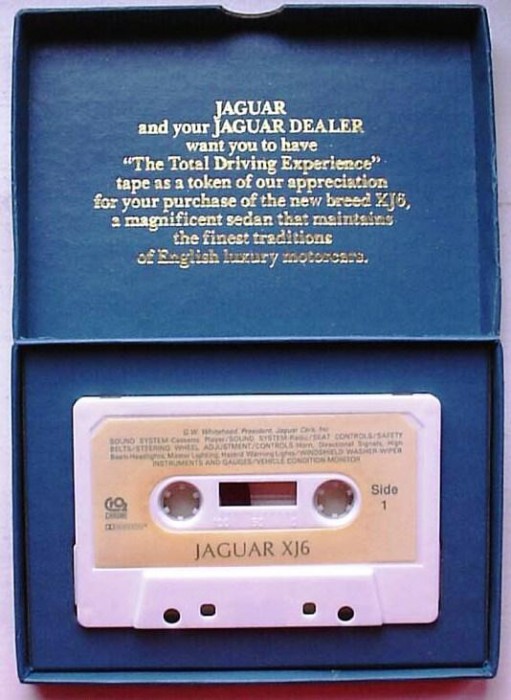 JAGUAR
and your JAGUAR DEALER
want you to have
“The Total Driving Experience”
tape as a token of our appreciation
for your purchase of the new breed XJ6,
a magnificent sedan that maintains
the finest traditions
of English luxury motorcars.
G.W. Whitehead, President, Jaguar Cars, Inc
SOUND SYSTEM-Cassette Player/SOUND SYSTEM-Radio/SEAT CONTROLS/SAFETY
BELTS/STEERING WHEEL ADJUSTMENT/CONTROLS-Horn, Directional Signals, High
Beam-Headlights, Master Lighting, Hazard Warning Lights/WINDSHIELD WASHER-WIPER
INSTRUMENTS AND GAUGES/VEHICLE CONDITION MONITOR
Side
1
CHROME
JAGUAR XJ6